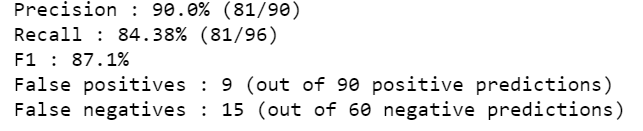 Precision : 90.0% (81/90)
Recall : 84.38% (81/96)
F1 : 87.1%
False positives : 9 (out of 90 positive predictions)
False negatives : 15 (out of 60 negative predictions)